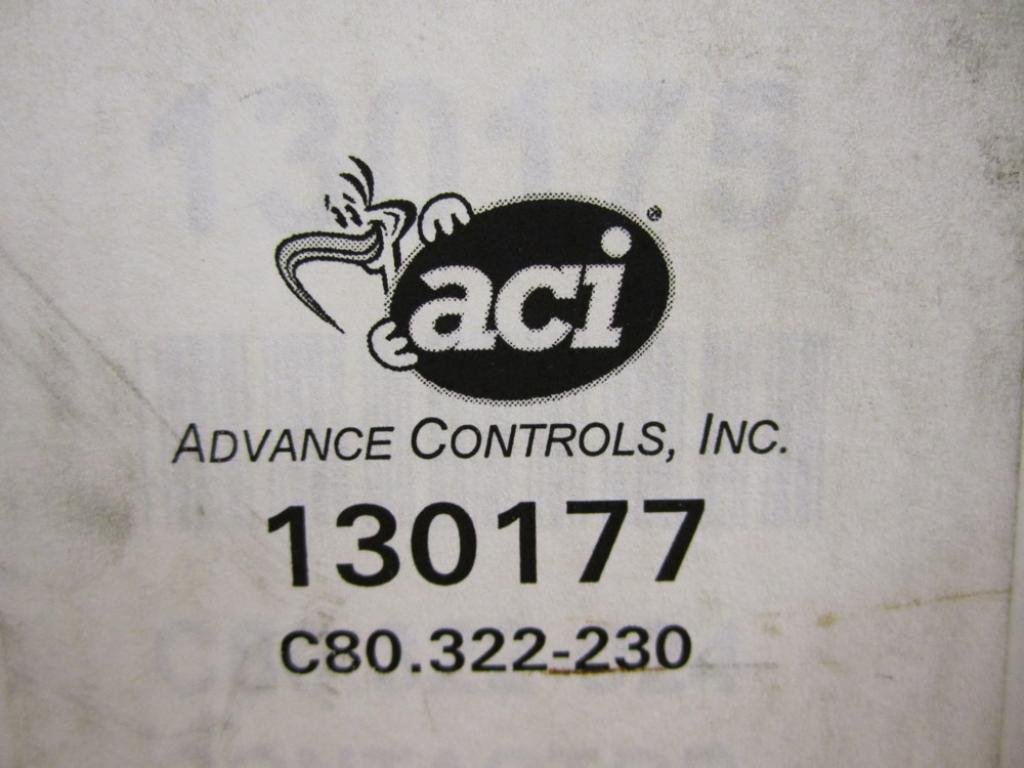 aci®
ADVANCE CONTROLS, INC.
130177
C80.322-230